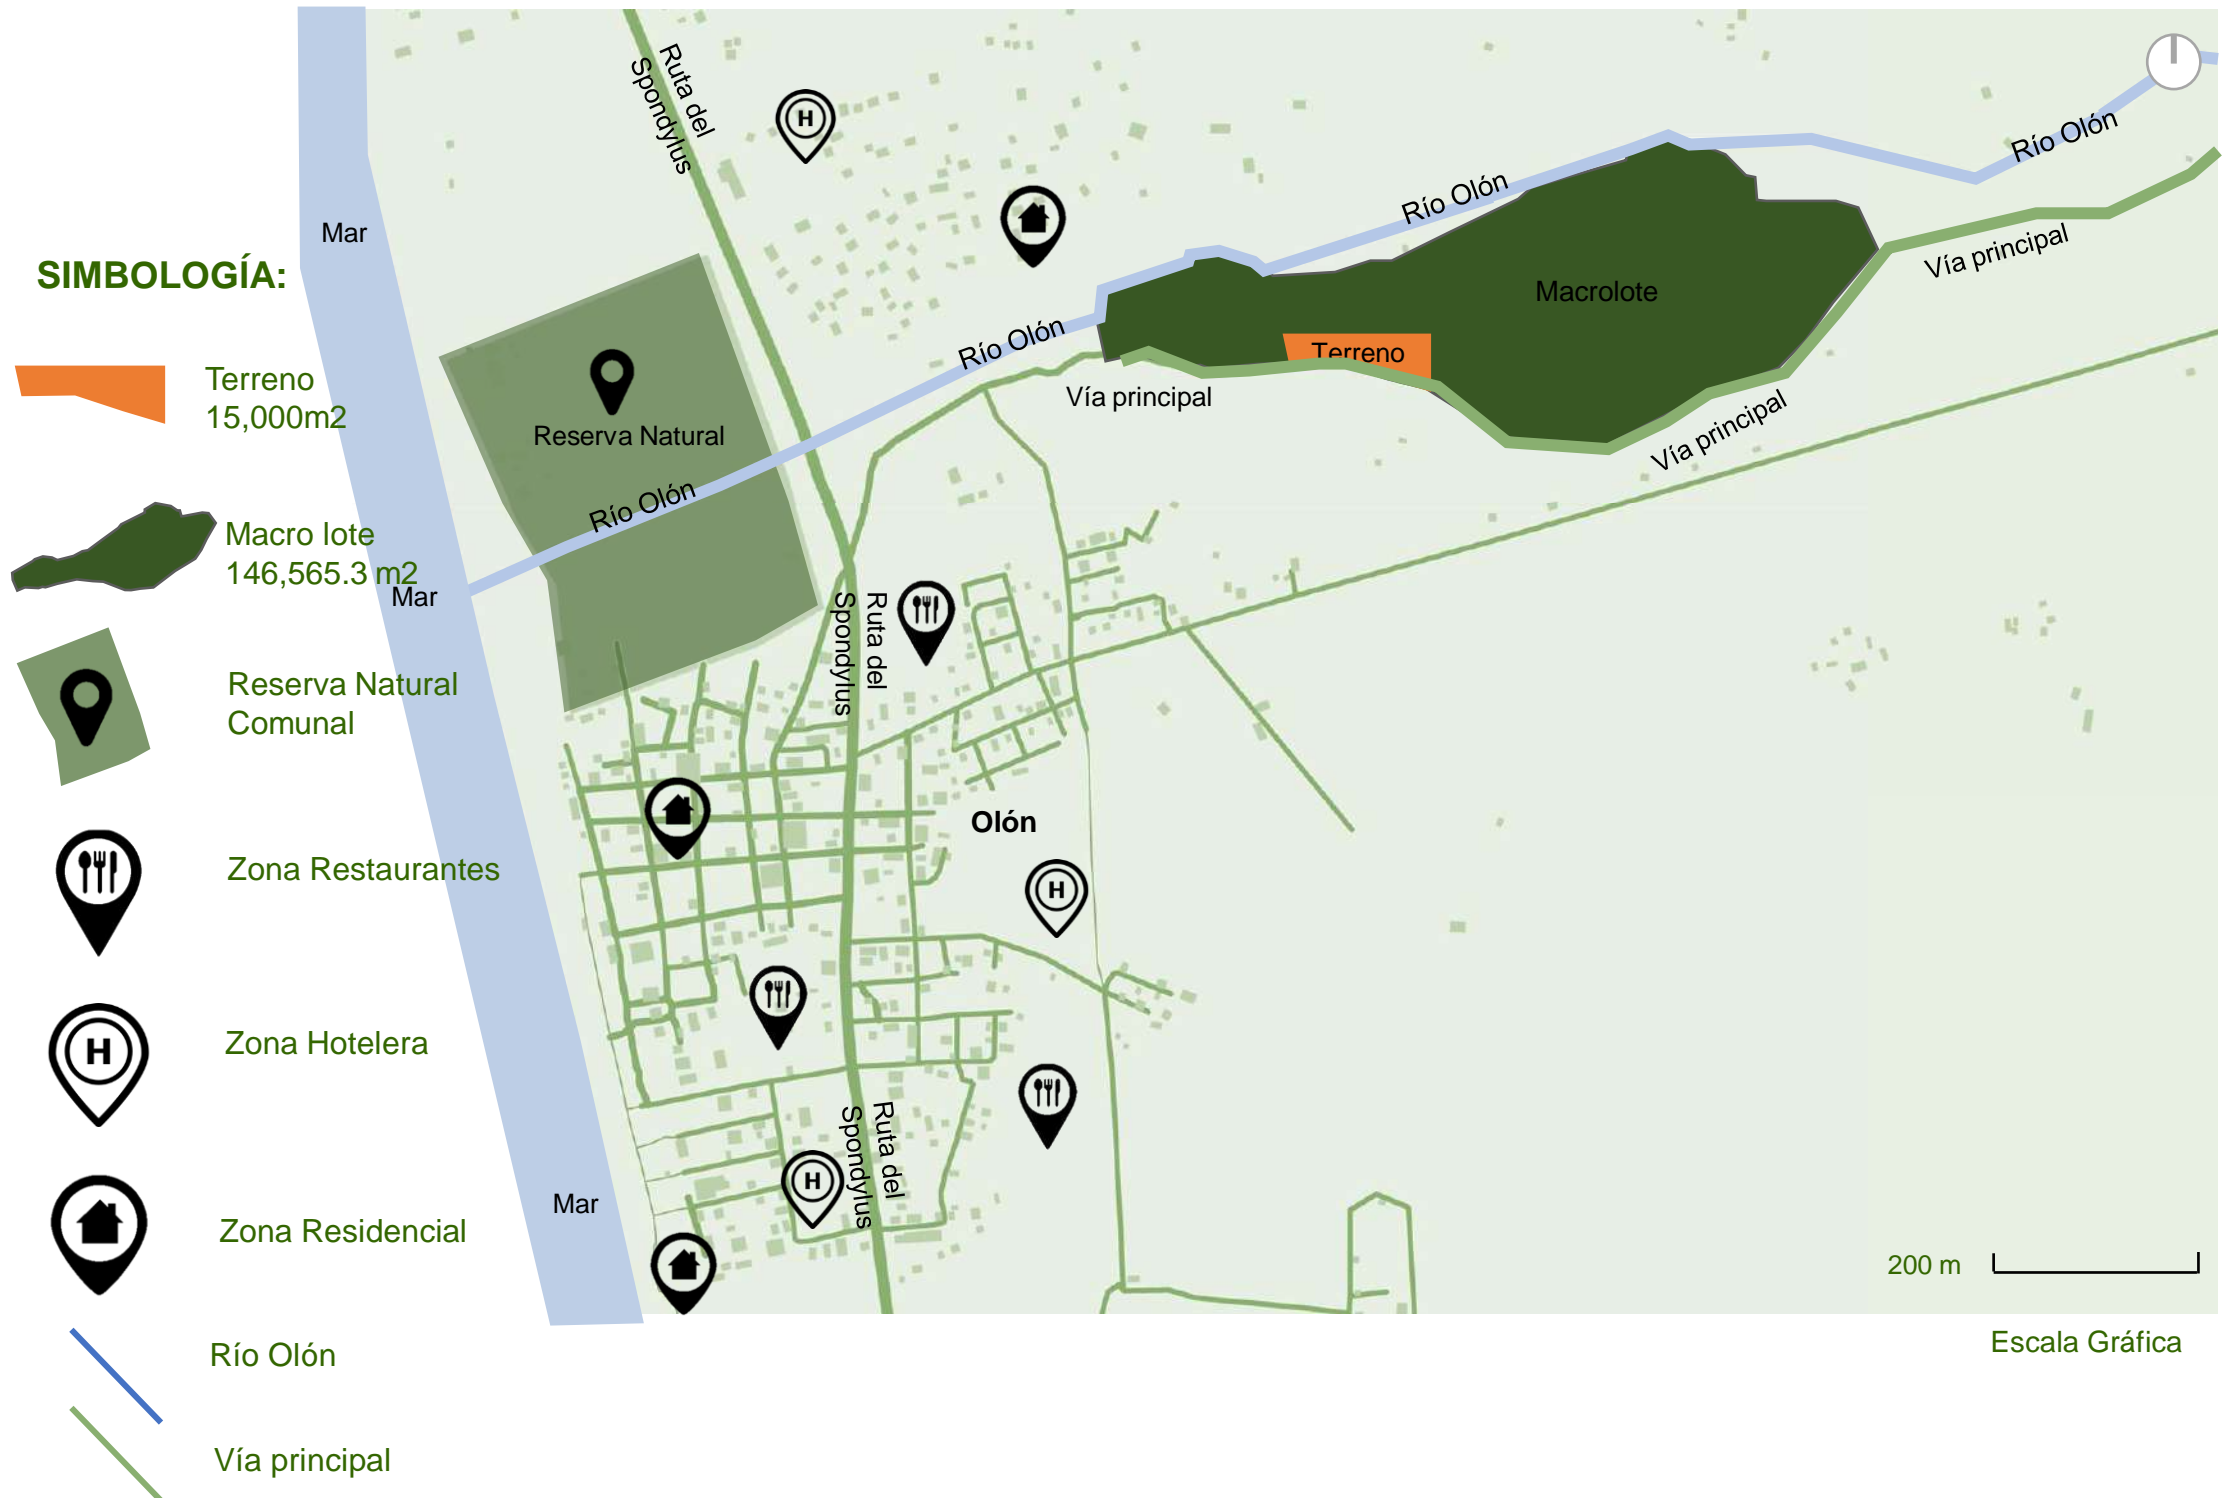 SIMBOLOGÍA:
Terreno
15,000m2
Macro lote
146,565.3 m2
Reserva Natural
Comunal
Zona Restaurantes
H
Zona Hotelera
Zona Residencial
Río Olón
Vía principal
Mar
Mar
Mar
Ruta del
Spondylus
H
Río Olón
Río Olón
Vía principal
Macrolote
Terreno
Río Olón
Vía principal
Vía principal
Reserva Natural
Río Olón
Ruta del
Spondylus
Olón
H
Ruta del
Spondylus
H
200 m
Escala Gráfica